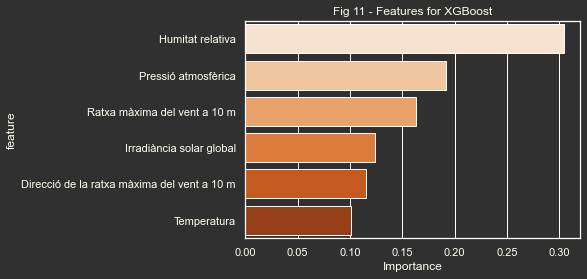 Fig 11 - Features for XGBoost
Humitat relativa
Pressió atmosfèrica
Ratxa màxima del vent a 10 m
Irradiància solar global
Direcció de la ratxa màxima del vent a 10 m
Temperatura
feature
0.00 0.05 0.10 0.15 0.20 0.25 0.30
Importance